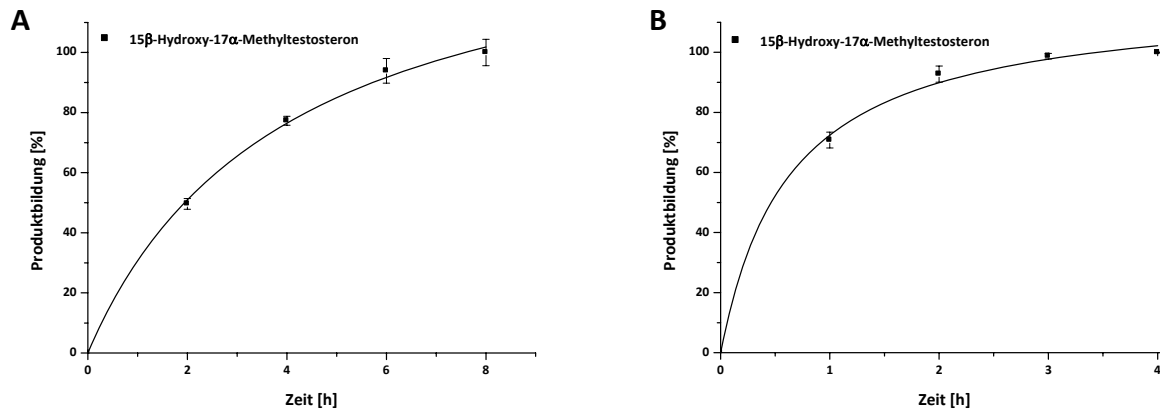 A
15β-Hydroxy-17α-Methyltestosteron
100
80
60
40
20
0
Produktbildung [%]
0 2 4 6 8
Zeit [h]
B
15β-Hydroxy-17α-Methyltestosteron
100
80
60
40
20
0
Produktbildung [%]
0 1 2 3 4
Zeit [h]